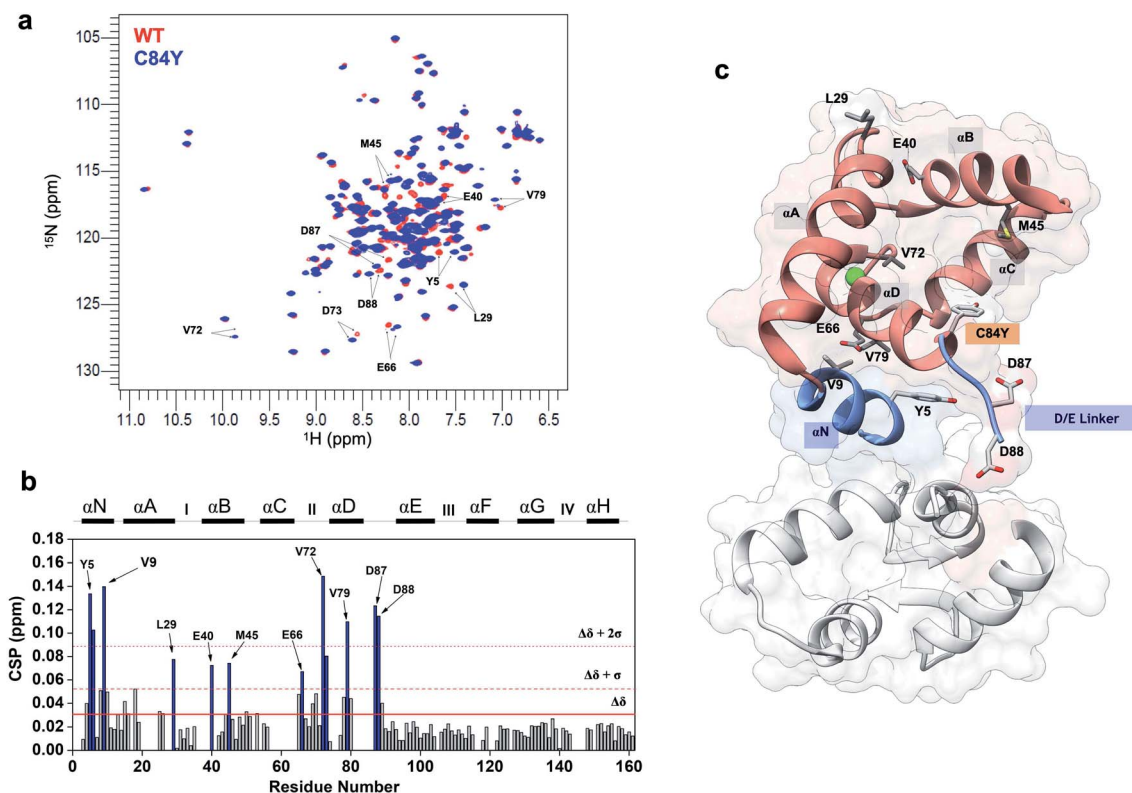 a
WT
C84Y
105
110
115
120
125
130
¹⁵N (ppm)
M45
E40
V79
D87
Y5
D88
L29
D73
V72
E66
11.0 10.5 10.0 9.5 9.0 8.5 8.0 7.5 7.0 6.5
¹H (ppm)
b
αN αA I αB αC II αD αE III αF αG IV αH
0.18
0.16
0.14
0.12
0.10
0.08
0.06
0.04
0.02
0.00
CSP (ppm)
Y5
V9
L29
E40
M45
E66
V72
V79
D87
D88
Δδ + 2σ
Δδ + σ
Δδ
0 20 40 60 80 100 120 140 160
Residue Number
c
L29
E40
αB
αA
M45
V72
αC
αD
E66
V79
C84Y
V9
D87
Y5
αN
D/E Linker
D88